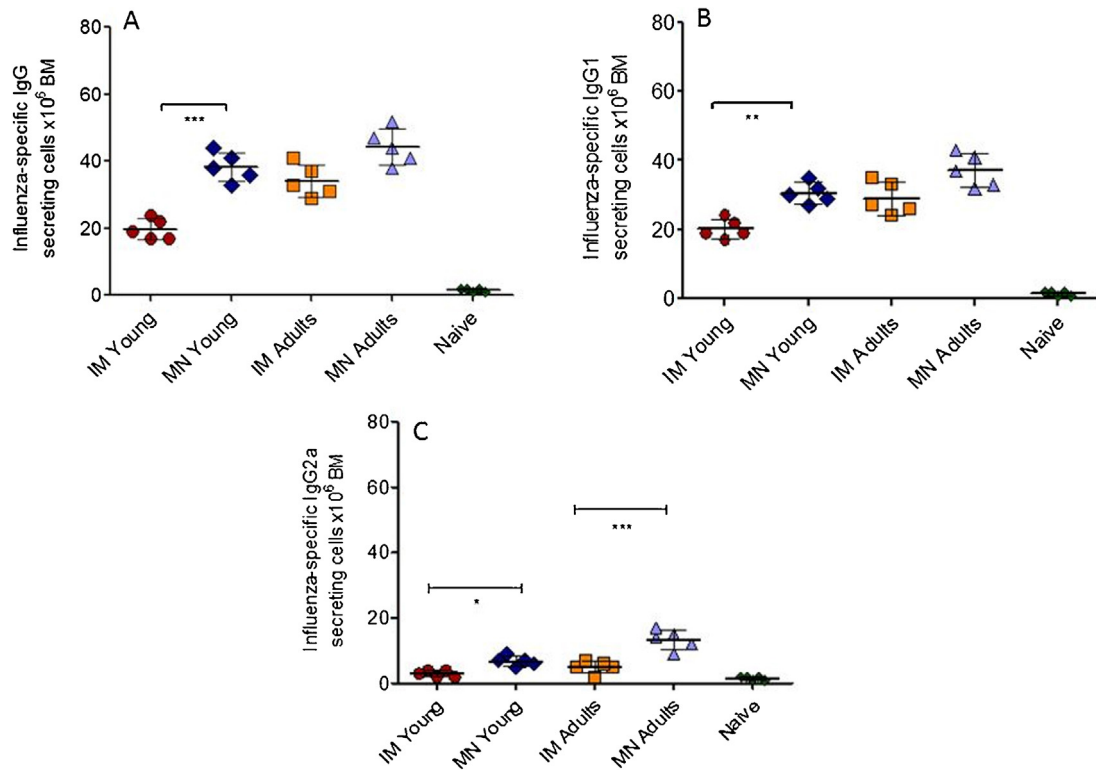 A
Influenza-specific IgG
secreting cells x10⁶ BM
80
60
40
20
0
***
IM Young
MN Young
IM Adults
MN Adults
Naïve
B
Influenza-specific IgG1
secreting cells x10⁶ BM
80
60
40
20
0
**
IM Young
MN Young
IM Adults
MN Adults
Naïve
C
Influenza-specific IgG2a
secreting cells x10⁶ BM
80
60
40
20
0
*
***
IM Young
MN Young
IM Adults
MN Adults
Naïve